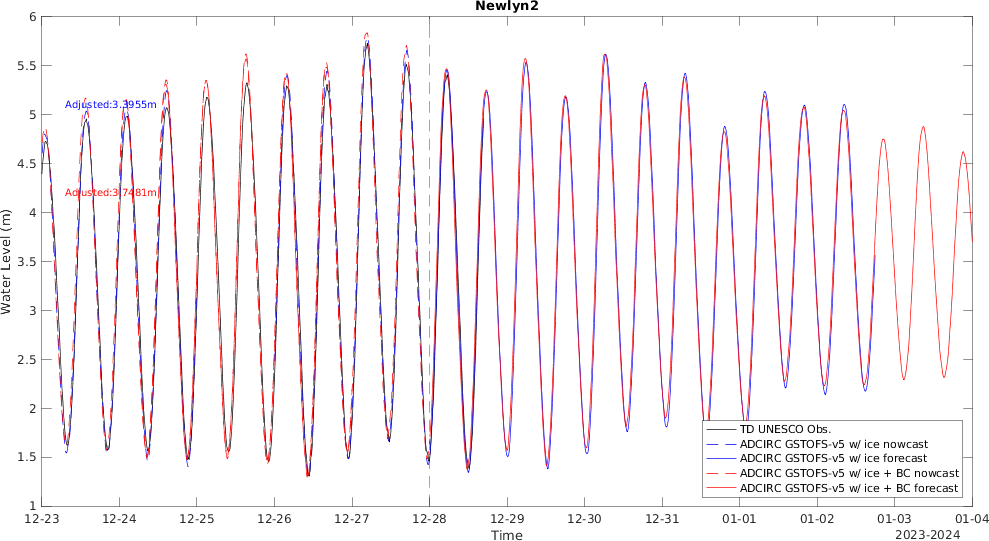 Newlyn2
6
5.5
5
4.5
4
3.5
3
2.5
2
1.5
1
Water Level (m)
Adjusted:3.3955m
Adjusted:3.7481m
TD UNESCO Obs.
ADCIRC GSTOFS-v5 w/ ice nowcast
ADCIRC GSTOFS-v5 w/ ice forecast
ADCIRC GSTOFS-v5 w/ ice + BC nowcast
ADCIRC GSTOFS-v5 w/ ice + BC forecast
12-23 12-24 12-25 12-26 12-27 12-28 12-29 12-30 12-31 01-01 01-02 01-03 01-04
Time
2023-2024